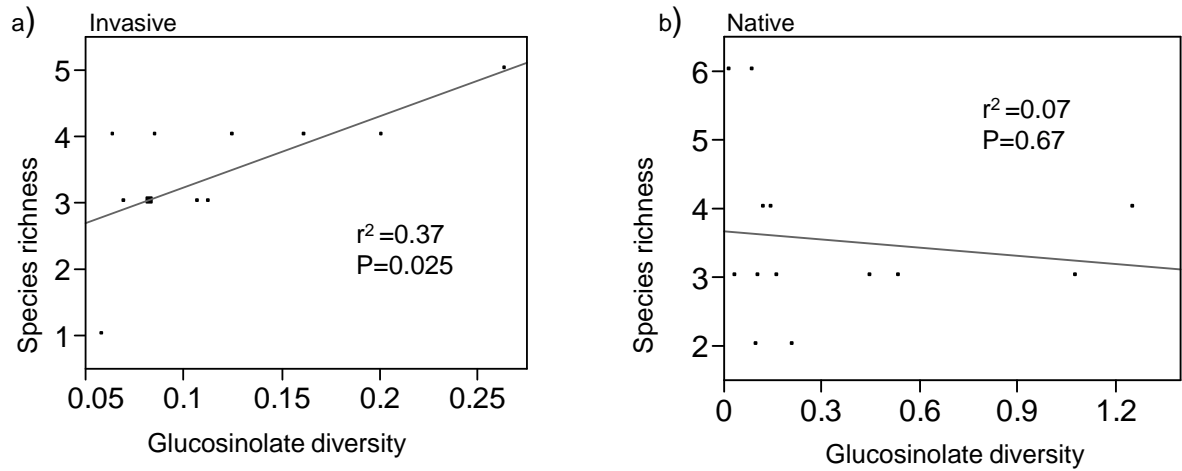 a) Invasive
Species richness
5
4
3
2
1
r² =0.37
P=0.025
0.05 0.1 0.15 0.2 0.25
Glucosinolate diversity
b) Native
Species richness
6
5
4
3
2
r² =0.07
P=0.67
0 0.3 0.6 0.9 1.2
Glucosinolate diversity